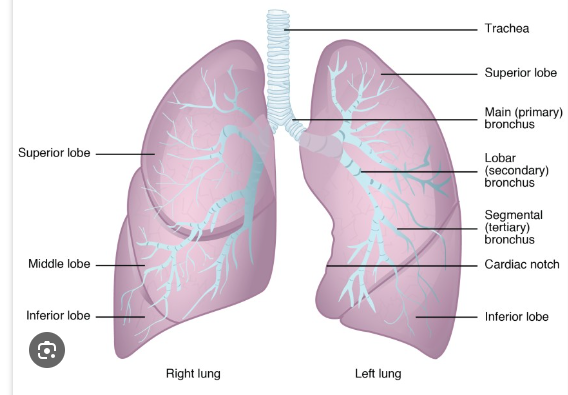 Trachea
Superior lobe
Main (primary)
bronchus
Superior lobe
Lobar
(secondary)
bronchus
Segmental
(tertiary)
bronchus
Middle lobe
Cardiac notch
Inferior lobe
Inferior lobe
Right lung
Left lung